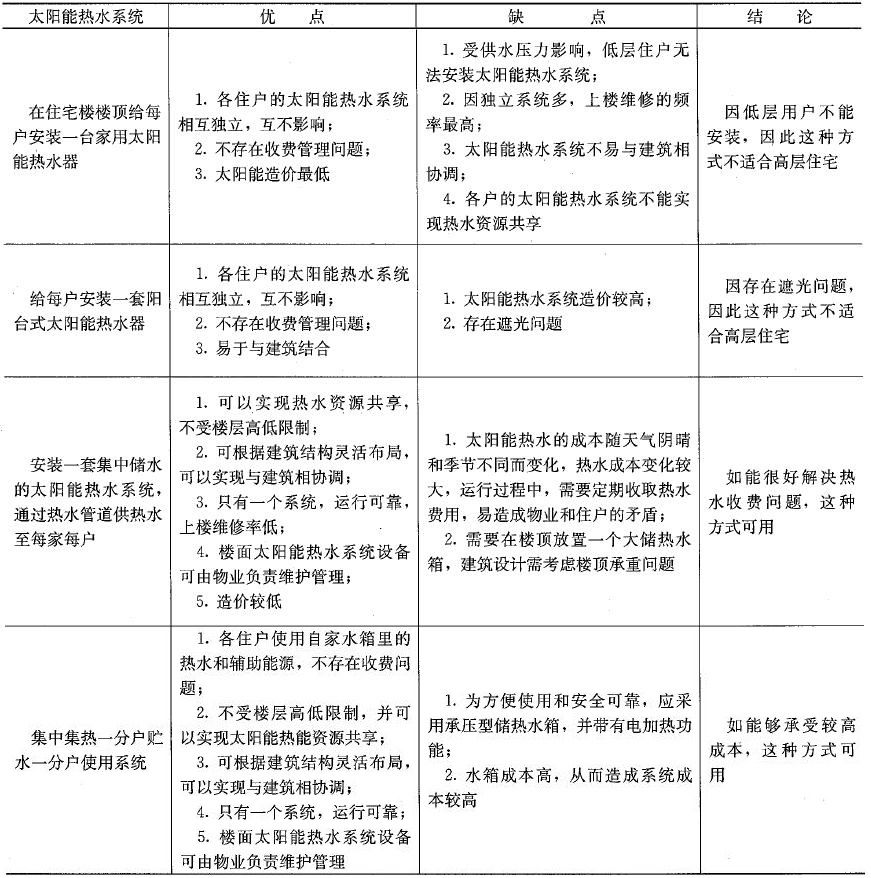 太阳能热水系统
优 点
缺 点
结 论
在住宅楼楼顶给每
户安装一台家用太阳
能热水器
1. 各住户的太阳能热水系统
相互独立，互不影响；
2. 不存在收费管理问题；
3. 太阳能造价最低
1. 受供水压力影响，低层住户无
法安装太阳能热水系统；
2. 因独立系统多，上楼维修的频
率最高；
3. 太阳能热水系统不易与建筑相
协调；
4. 各户的太阳能热水系统不能实
现热水资源共享
因低层用户不能
安装，因此这种方
式不适合高层住宅
给每户安装一套阳
台式太阳能热水器
1. 各住户的太阳能热水系统
相互独立，互不影响；
2. 不存在收费管理问题；
3. 易于与建筑结合
1. 太阳能热水系统造价较高；
2. 存在遮光问题
因存在遮光问题，
因此这种方式不适
合高层住宅
安装一套集中储水
的太阳能热水系统，
通过热水管道供热水
至每家每户
1. 可以实现热水资源共享，
不受楼层高低限制；
2. 可根据建筑结构灵活布局，
可以实现与建筑相协调；
3. 只有一个系统，运行可靠，
上楼维修率低；
4. 楼面太阳能热水系统设备
可由物业负责维护管理；
5. 造价较低
1. 太阳能热水的成本随天气阴晴
和季节不同而变化，热水成本变化较
大，运行过程中，需要定期收取热水
费用，易造成物业和住户的矛盾；
2. 需要在楼顶放置一个大储热水
箱，建筑设计需考虑楼顶承重问题
如能很好解决热
水收费问题，这种
方式可用
集中集热一分户贮
水一分户使用系统
1. 各住户使用自家水箱里的
热水和辅助能源，不存在收费问
题；
2. 不受楼层高低限制，并可
以实现太阳能热能资源共享；
3. 可根据建筑结构灵活布局，
可以实现与建筑相协调；
4. 只有一个系统，运行可靠；
5. 楼面太阳能热水系统设备
可由物业负责维护管理
1. 为方便使用和安全可靠，应采
用承压型储热水箱，并带有电加热功
能；
2. 水箱成本高，从而造成系统成
本较高
如能够承受较高
成本，这种方式可
用